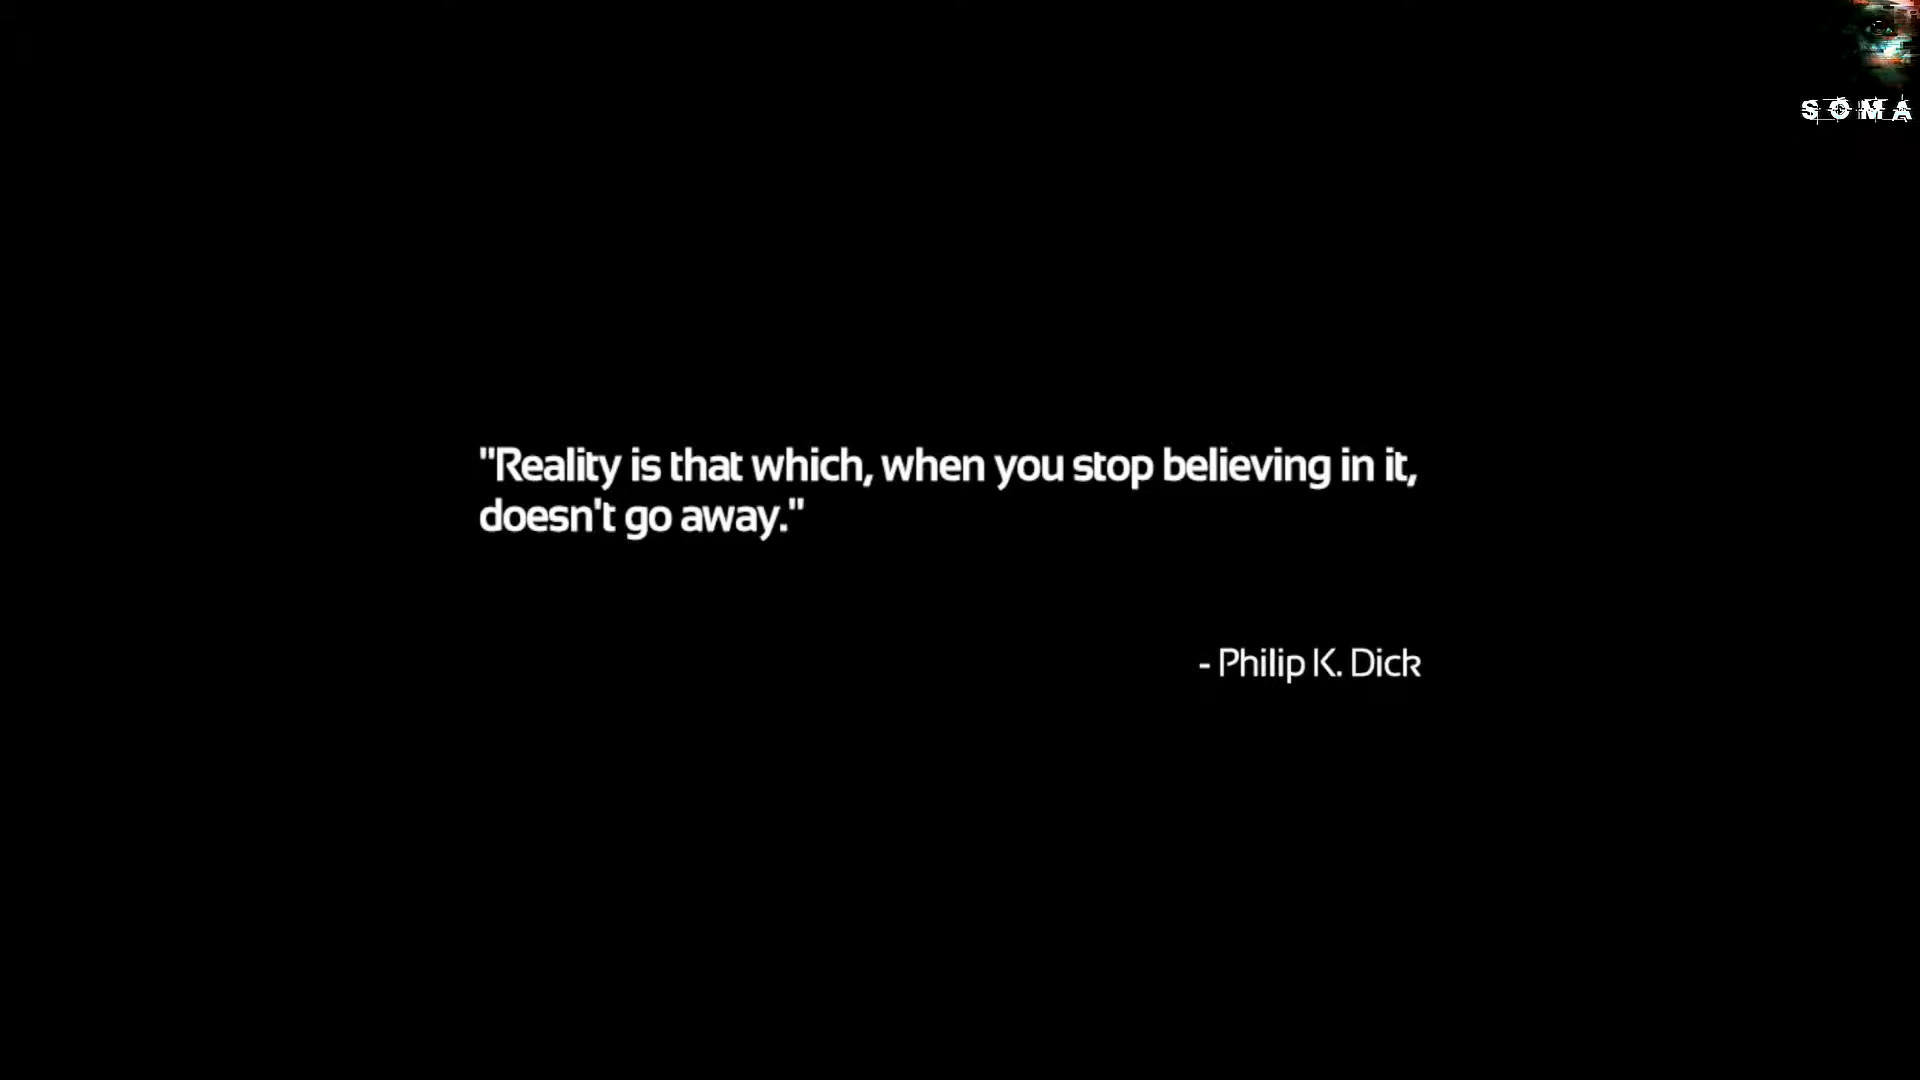 SOMA
"Reality is that which, when you stop believing in it,
doesn't go away."
- Philip K. Dick